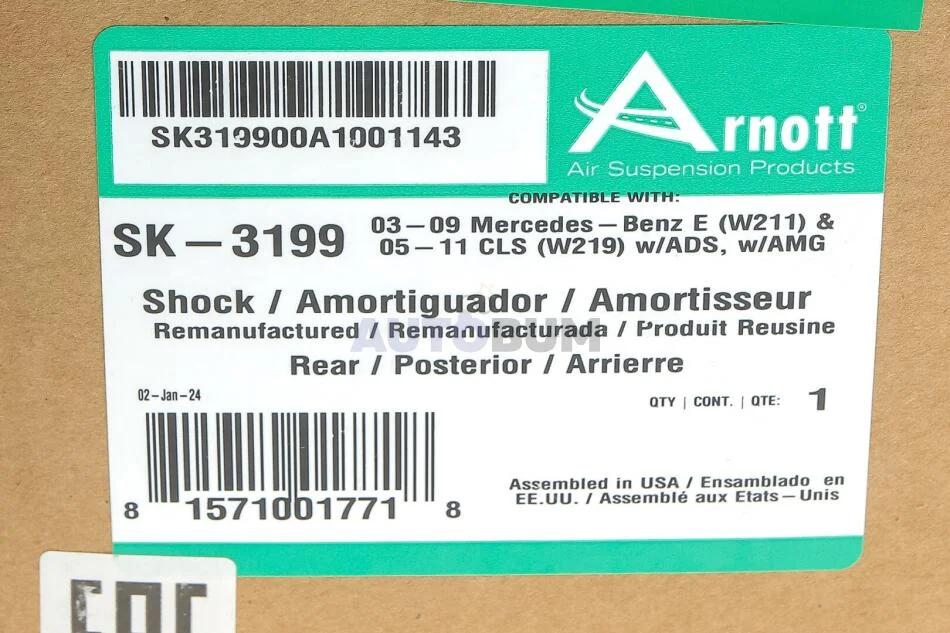 SK319900A1001143
Arnott®
Air Suspension Products
COMPATIBLE WITH:
SK-3199
03-09 Mercedes-Benz E (W211) &
05-11 CLS (W219) w/ADS, w/AMG
Shock / Amortiguador / Amortisseur
Remanufactured / Remanufacturada / Produit Reusine
AUTOBUM
Rear / Posterior / Arrierre
02-Jan-24
QTY | CONT. | QTE: 1
8 1571001771 8
Assembled in USA / Ensamblado en
EE.UU. / Assemblé aux Etats-Unis